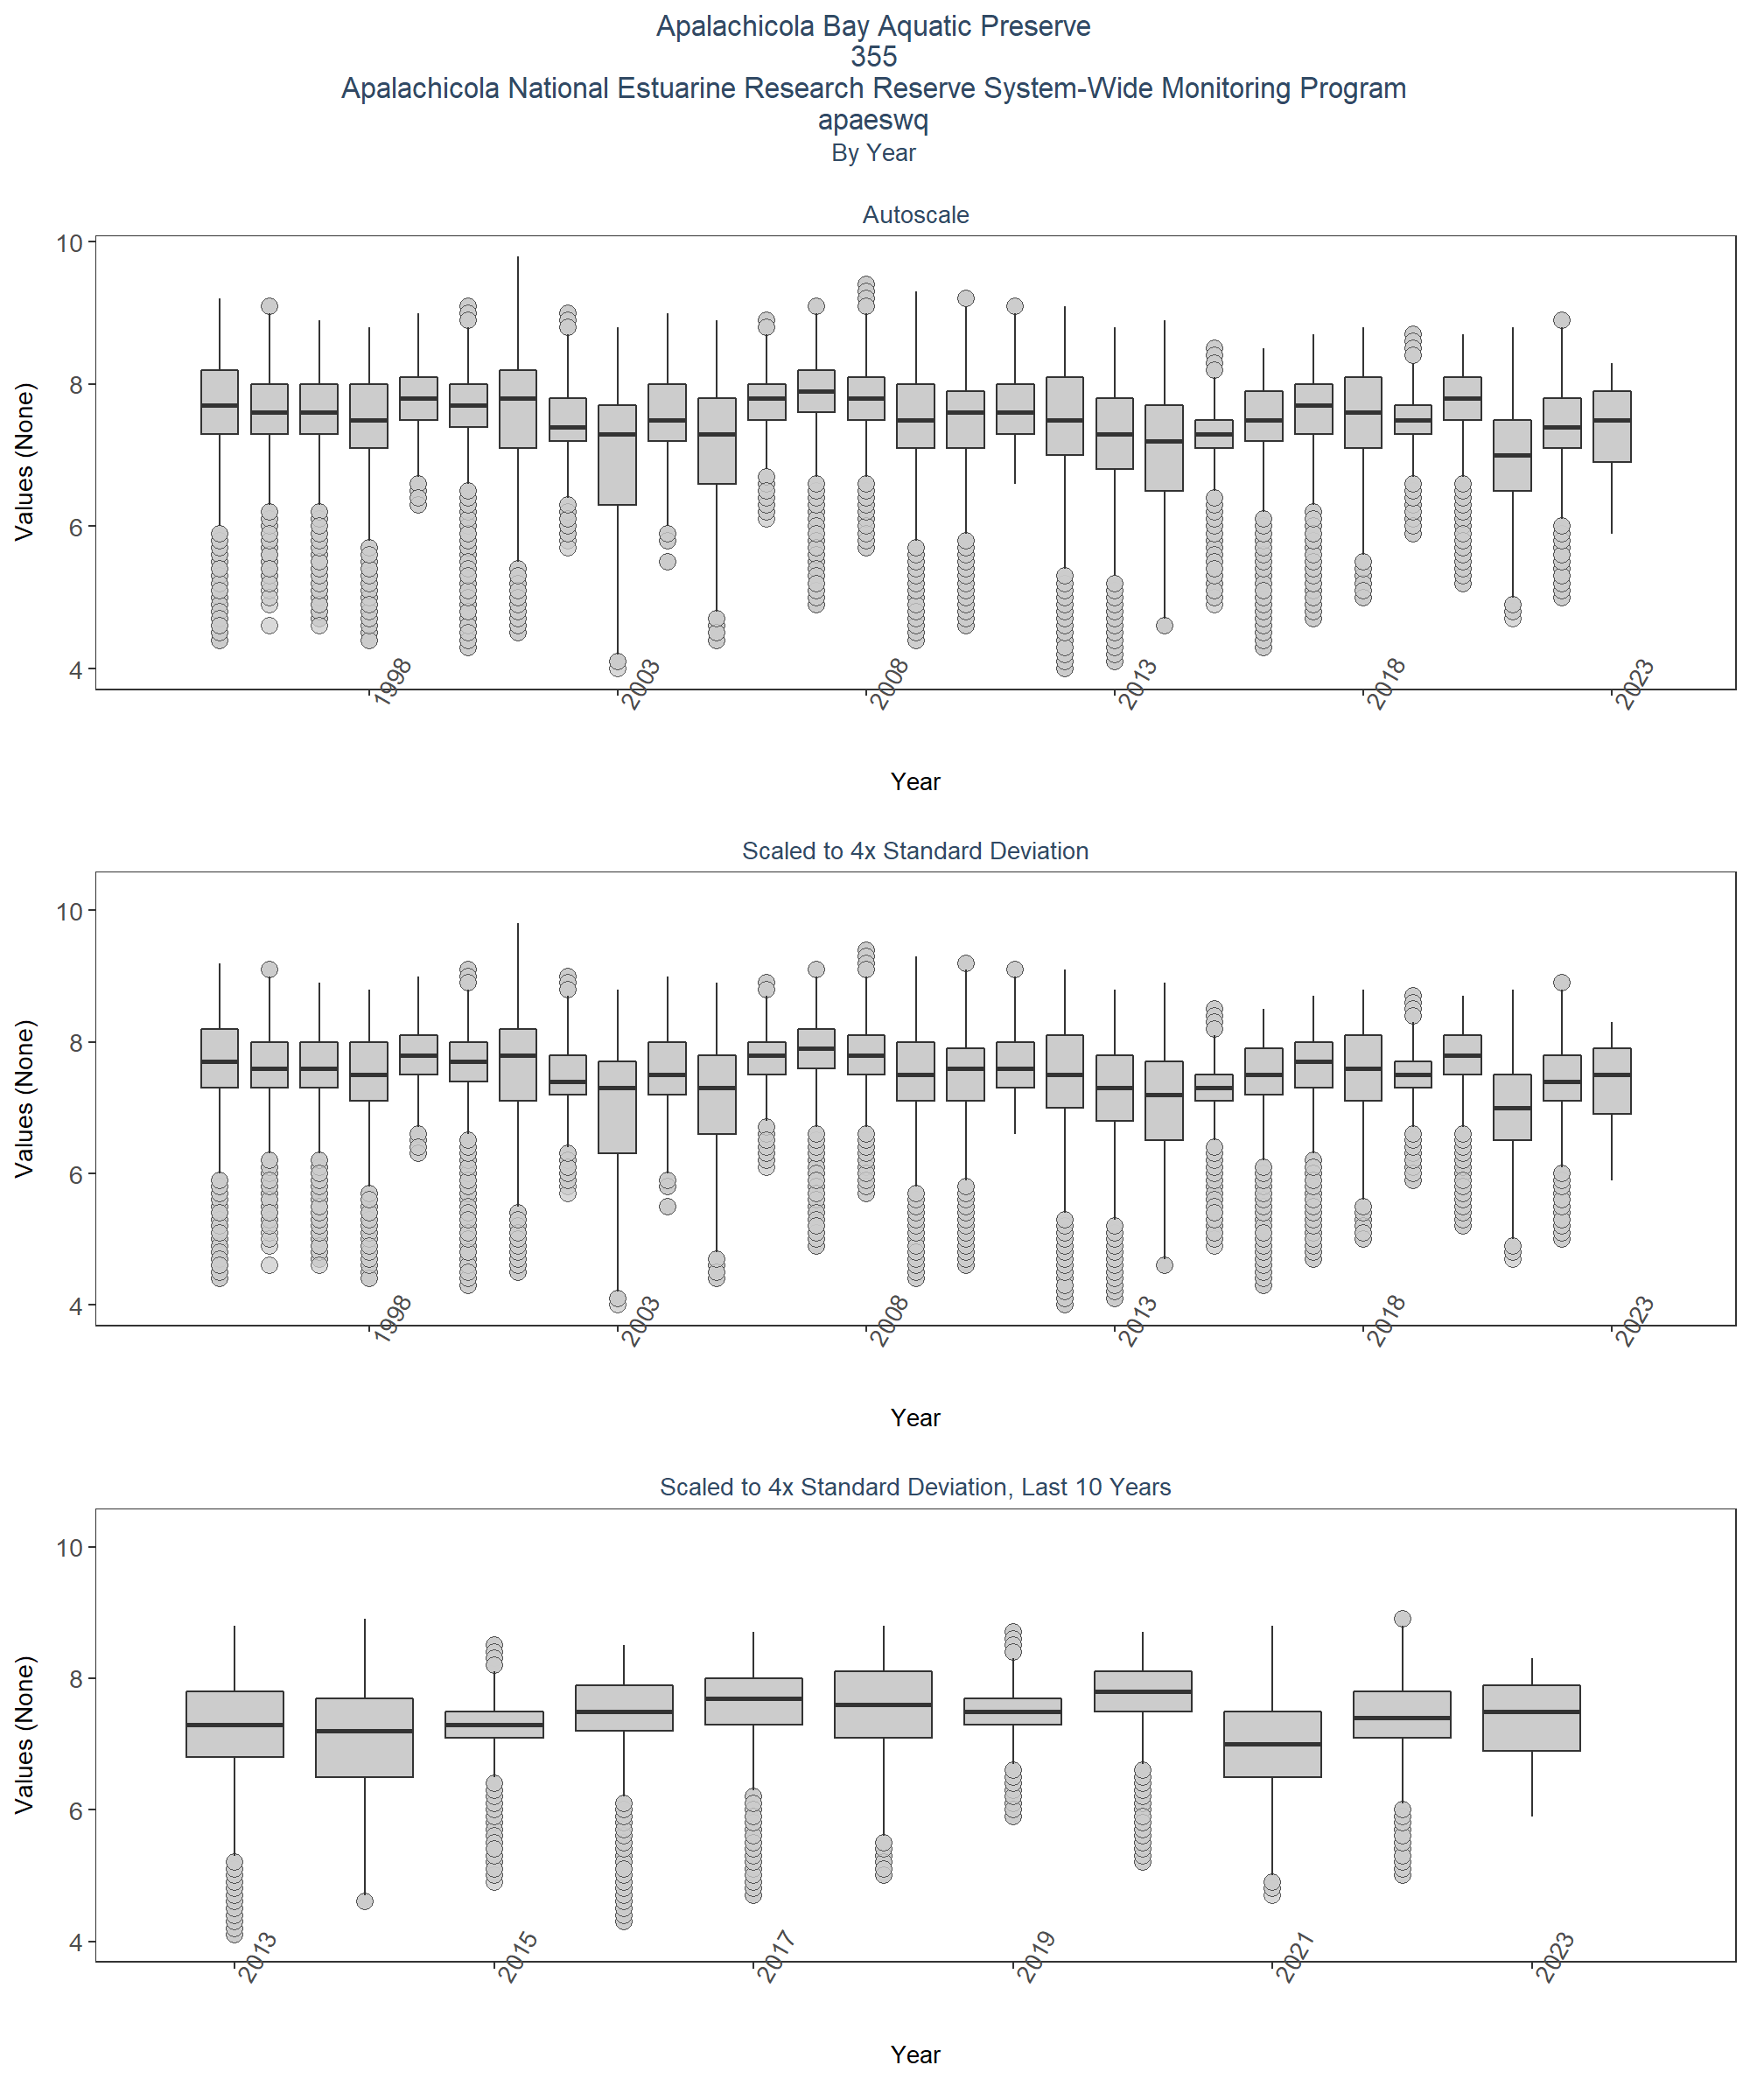 Apalachicola Bay Aquatic Preserve
355
Apalachicola National Estuarine Research Reserve System-Wide Monitoring Program
apaeswq
By Year
Autoscale
Values (None)
10
8
6
4
1998
2003
2008
2013
2018
2023
Year
Scaled to 4x Standard Deviation
Values (None)
10
8
6
4
1998
2003
2008
2013
2018
2023
Year
Scaled to 4x Standard Deviation, Last 10 Years
Values (None)
10
8
6
4
2013
2015
2017
2019
2021
2023
Year